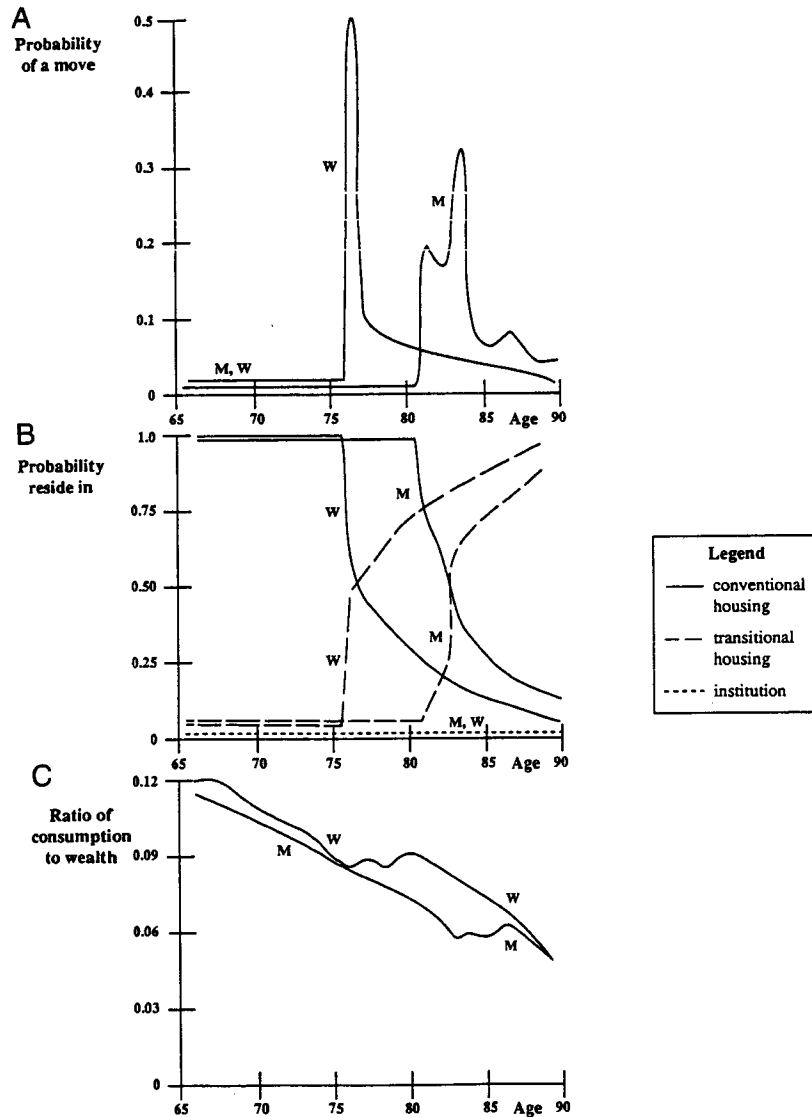 A
Probability
of a move
0.5
0.4
0.3
0.2
0.1
0
W
M
M, W
65 70 75 80 85 Age 90
B
Probability
reside in
1.0
0.75
0.50
0.25
0
W
M
W
M
M, W
65 70 75 80 85 Age 90
Legend
conventional
housing
transitional
housing
institution
C
Ratio of
consumption
to wealth
0.12
0.09
0.06
0.03
0
W
M
W
M
65 70 75 80 85 Age 90